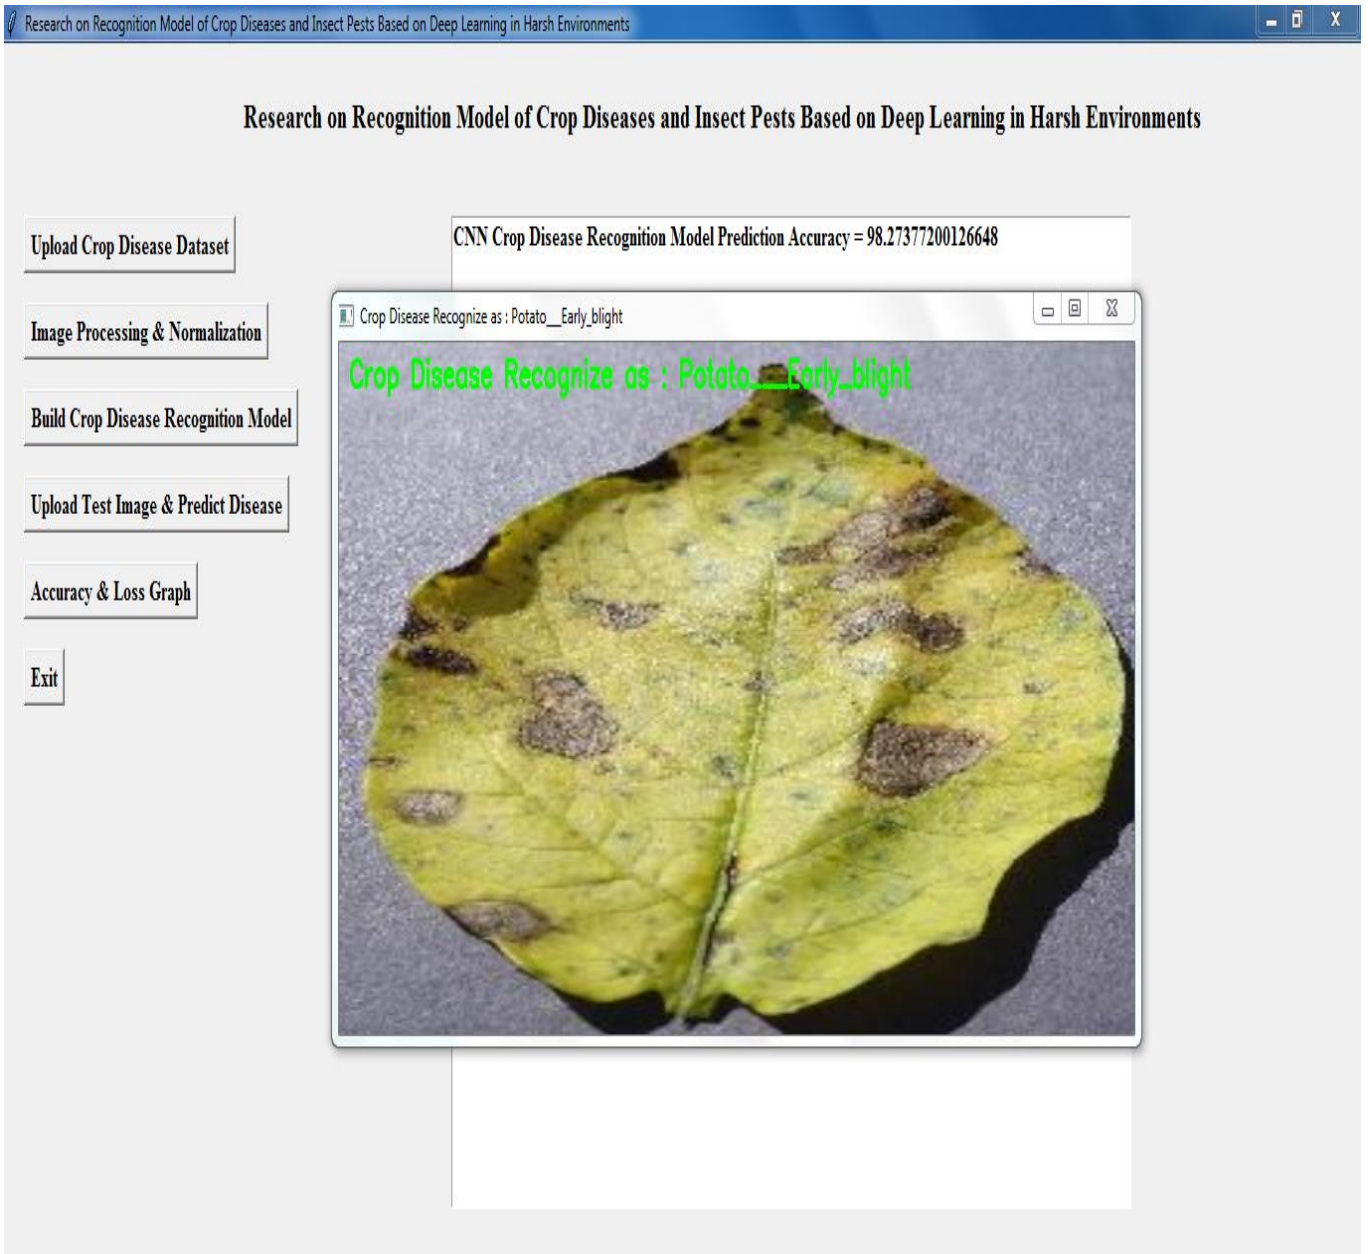 Research on Recognition Model of Crop Diseases and Insect Pests Based on Deep Learning in Harsh Environments
Research on Recognition Model of Crop Diseases and Insect Pests Based on Deep Learning in Harsh Environments
Upload Crop Disease Dataset
Image Processing & Normalization
Build Crop Disease Recognition Model
Upload Test Image & Predict Disease
Accuracy & Loss Graph
Exit
CNN Crop Disease Recognition Model Prediction Accuracy = 98.27377200126648
Crop Disease Recognize as : Potato__Early_blight
Crop Disease Recognize as : Potato___Early_blight